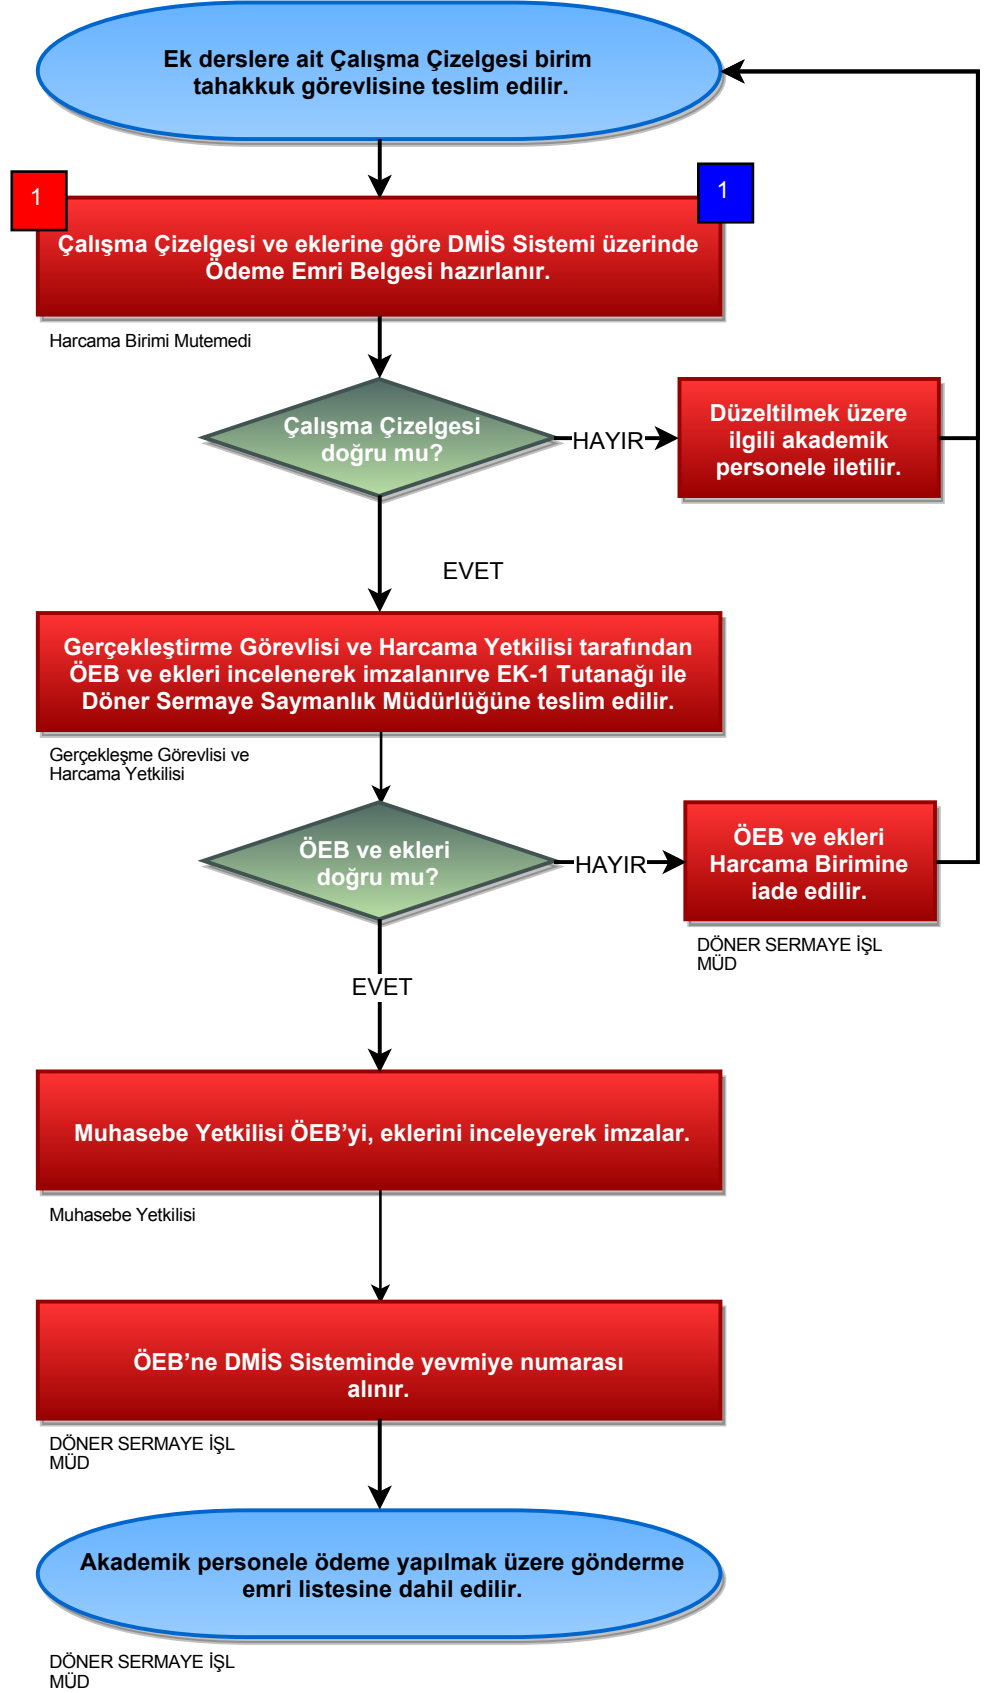 Ek derslere ait Çalışma Çizelgesi birim
tahakkuk görevlisine teslim edilir.
1
1
Çalışma Çizelgesi ve eklerine göre DMİS Sistemi üzerinde
Ödeme Emri Belgesi hazırlanır.
Harcama Birimi Mutemedi
Çalışma Çizelgesi
doğru mu?
HAYIR
Düzeltilmek üzere
ilgili akademik
personele iletilir.
EVET
Gerçekleştirme Görevlisi ve Harcama Yetkilisi tarafından
ÖEB ve ekleri incelenerek imzalanırve EK-1 Tutanağı ile
Döner Sermaye Saymanlık Müdürlüğüne teslim edilir.
Gerçekleşme Görevlisi ve
Harcama Yetkilisi
ÖEB ve ekleri
doğru mu?
HAYIR
ÖEB ve ekleri
Harcama Birimine
iade edilir.
DÖNER SERMAYE İŞL
MÜD
EVET
Muhasebe Yetkilisi ÖEB’yi, eklerini inceleyerek imzalar.
Muhasebe Yetkilisi
ÖEB’ne DMİS Sisteminde yevmiye numarası
alınır.
DÖNER SERMAYE İŞL
MÜD
Akademik personele ödeme yapılmak üzere gönderme
emri listesine dahil edilir.
DÖNER SERMAYE İŞL
MÜD